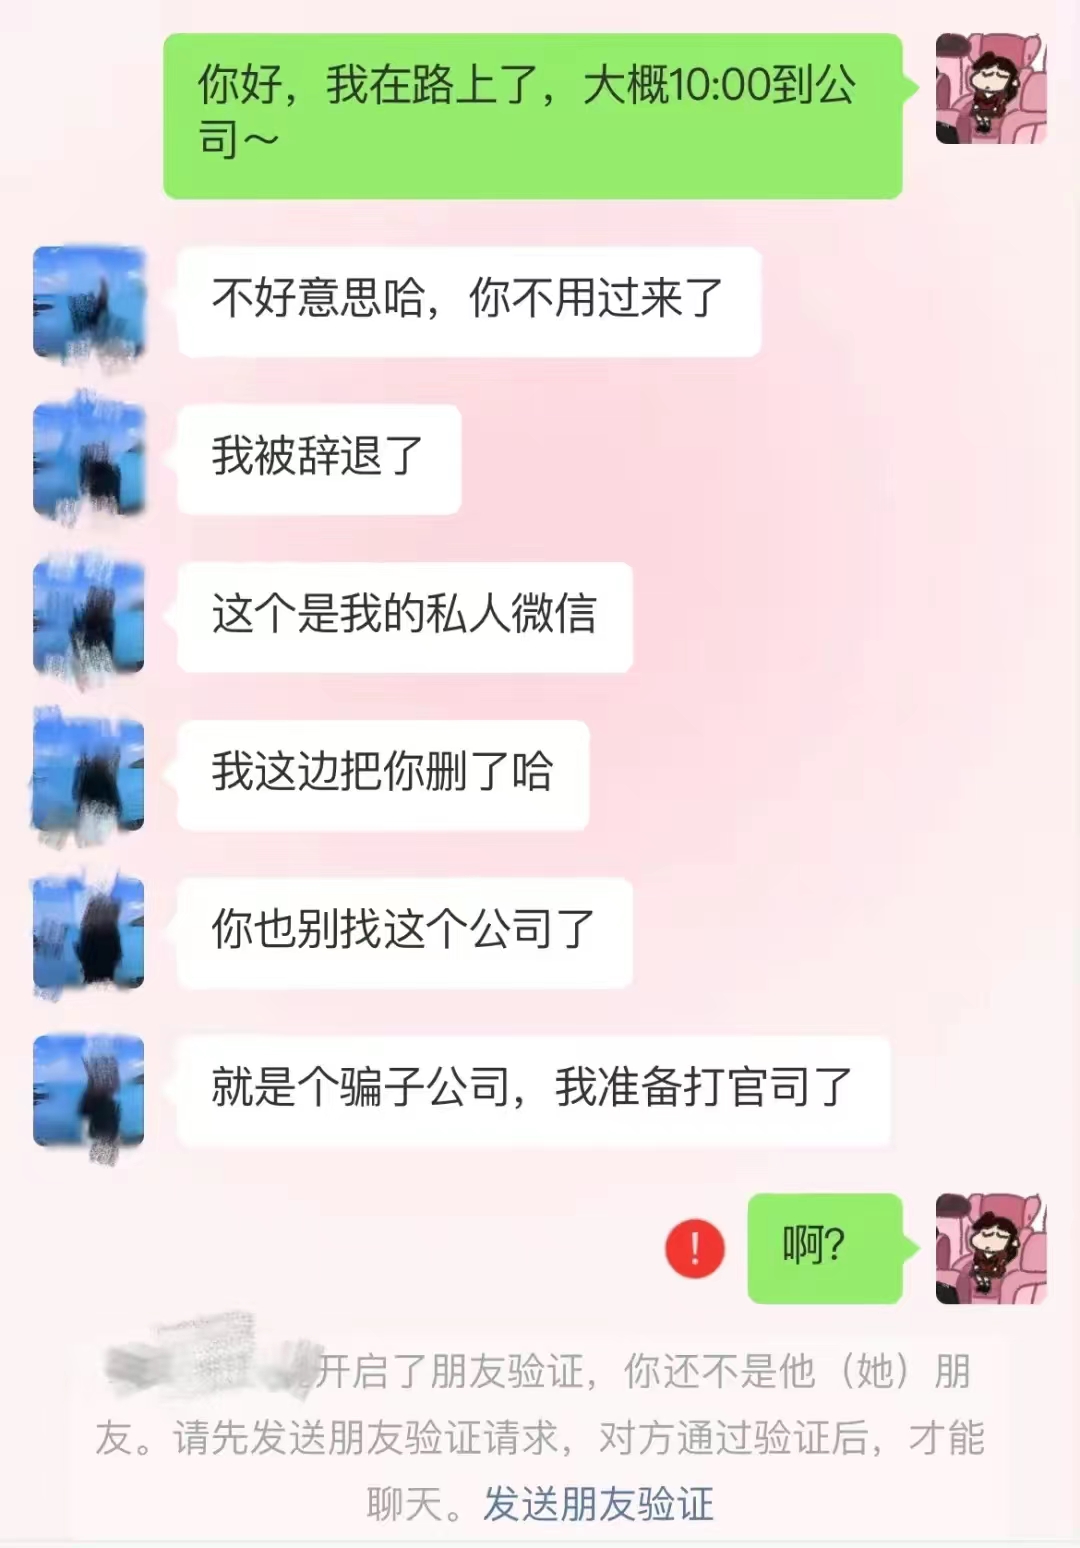 你好，我在路上了，大概10:00到公
司～
不好意思哈，你不用过来了
我被辞退了
这个是我的私人微信
我这边把你删了哈
你也别找这个公司了
就是个骗子公司，我准备打官司了
啊？
开启了朋友验证，你还不是他（她）朋
友。请先发送朋友验证请求，对方通过验证后，才能
聊天。发送朋友验证